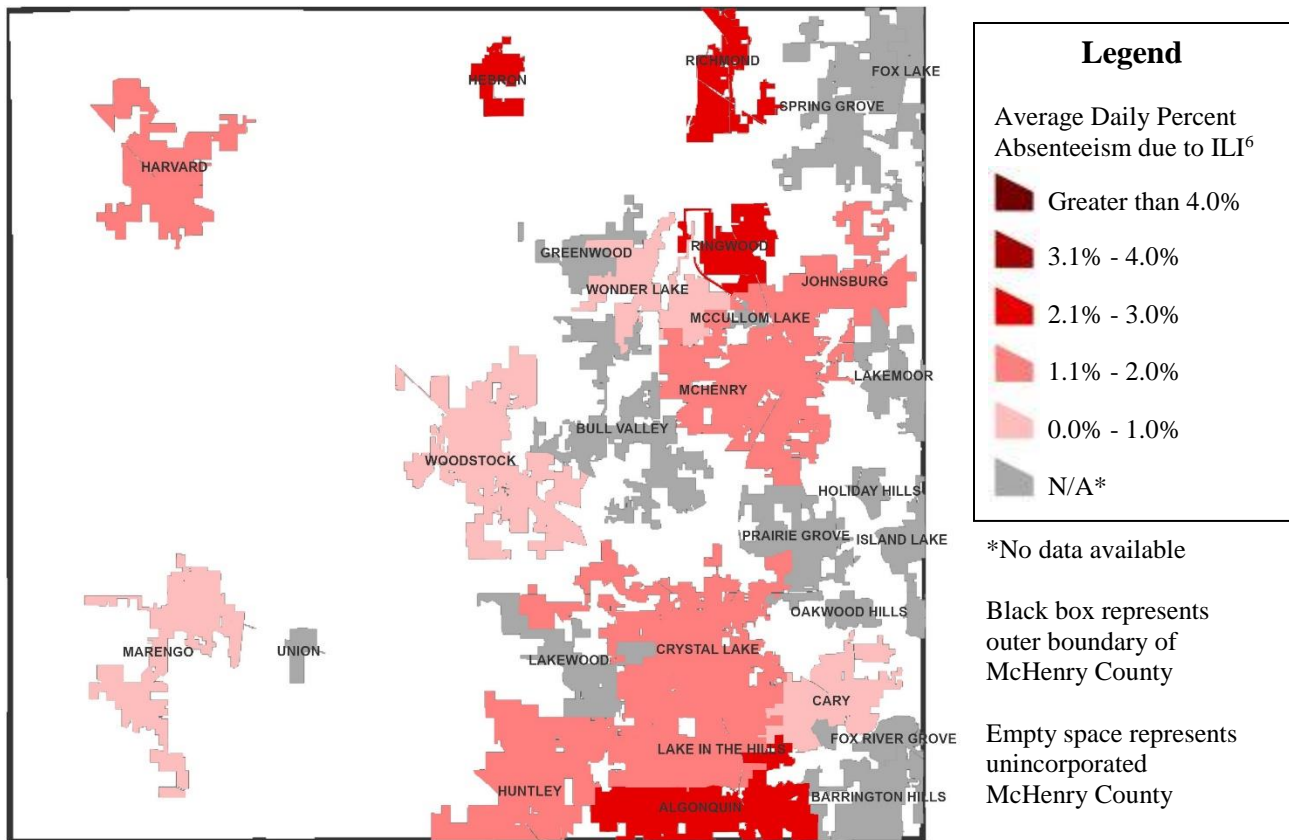 HEBRON
RICHMOND
FOX LAKE
SPRING GROVE
HARVARD
GREENWOOD
RINGWOOD
WONDER LAKE
JOHNSBURG
MCCULLOM LAKE
MCHENRY
LAKEMOOR
BULL VALLEY
WOODSTOCK
HOLIDAY HILLS
PRAIRIE GROVE
ISLAND LAKE
OAKWOOD HILLS
MARENGO
UNION
LAKEWOOD
CRYSTAL LAKE
CARY
FOX RIVER GROVE
LAKE IN THE HILLS
HUNTLEY
ALGONQUIN
BARRINGTON HILLS
Legend
Average Daily Percent
Absenteeism due to ILI⁶
Greater than 4.0%
3.1% - 4.0%
2.1% - 3.0%
1.1% - 2.0%
0.0% - 1.0%
N/A*
*No data available
Black box represents
outer boundary of
McHenry County
Empty space represents
unincorporated
McHenry County